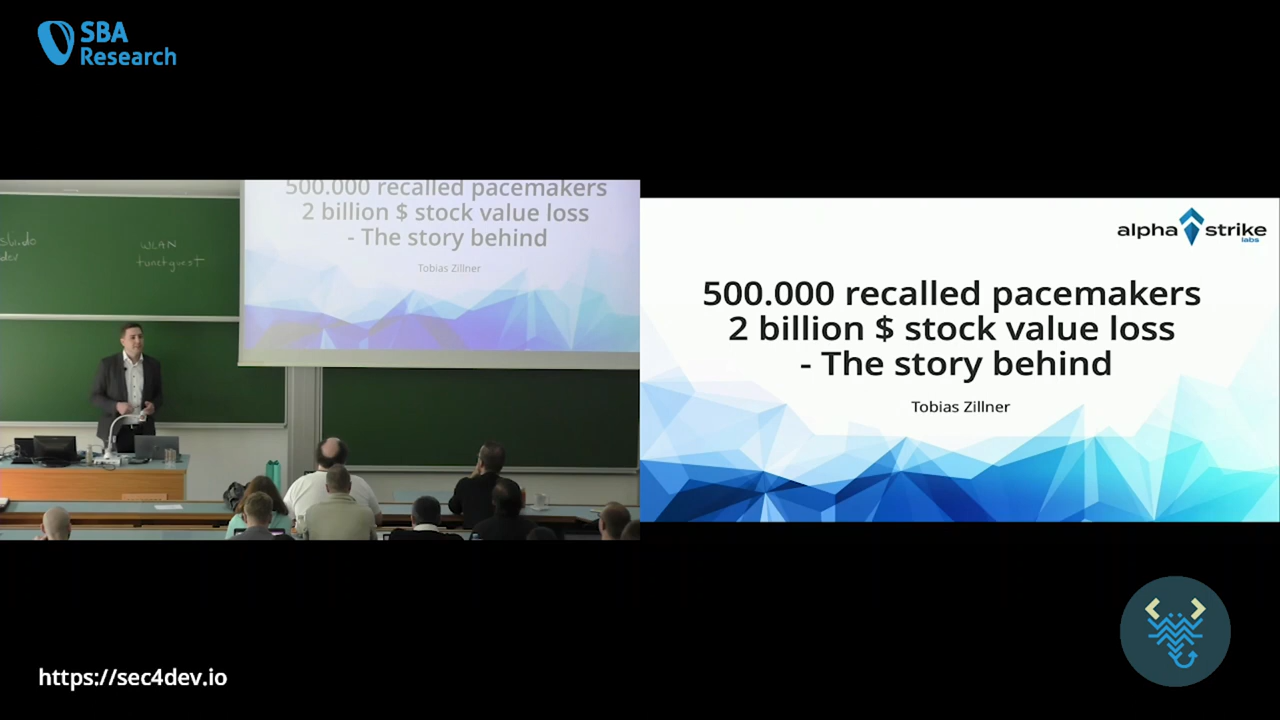 SBA
Research
500.000 recalled pacemakers
2 billion $ stock value loss
- The story behind
Tobias Zillner
WLAN
dev
alpha strike
labs
500.000 recalled pacemakers
2 billion $ stock value loss
- The story behind
Tobias Zillner
https://sec4dev.io